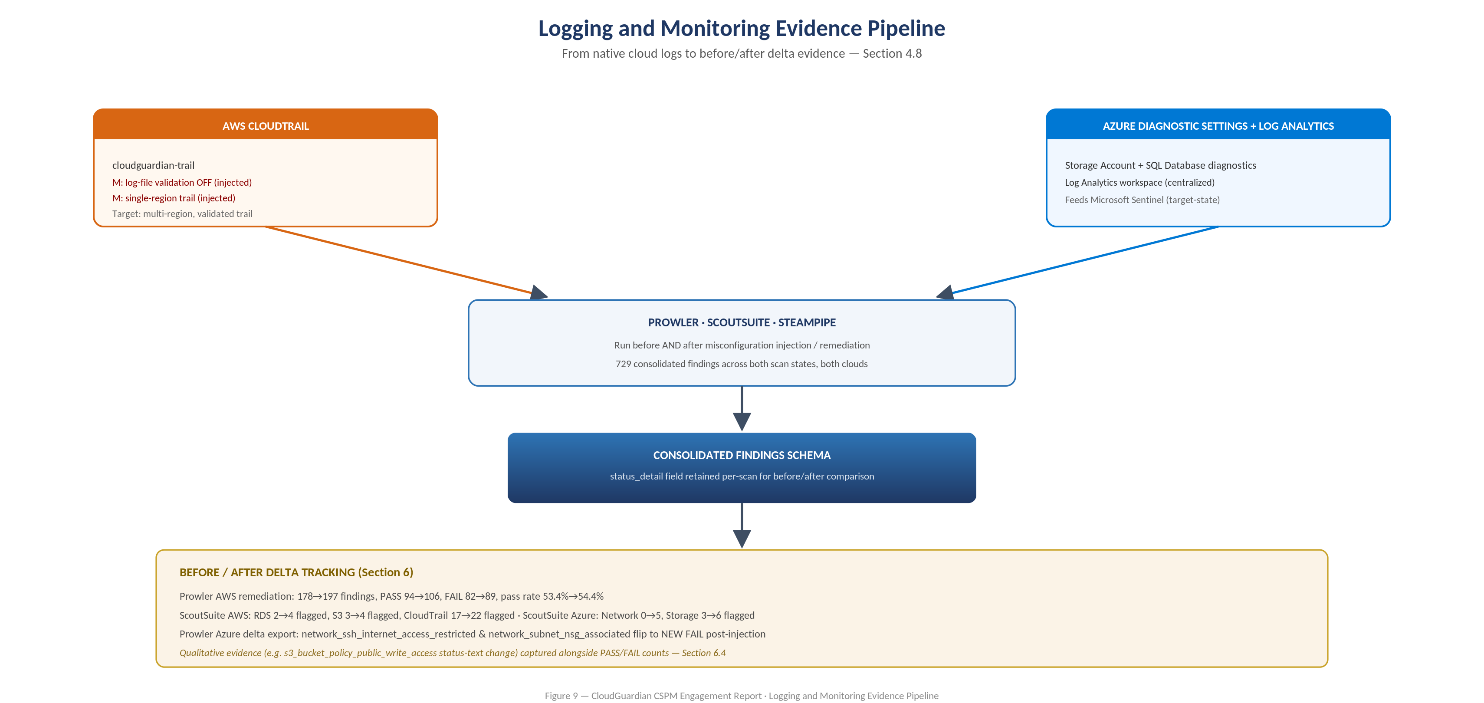 Logging and Monitoring Evidence Pipeline
From native cloud logs to before/after delta evidence — Section 4.8
AWS CLOUDTRAIL
cloudguardian-trail
M: log-file validation OFF (injected)
M: single-region trail (injected)
Target: multi-region, validated trail
AZURE DIAGNOSTIC SETTINGS + LOG ANALYTICS
Storage Account + SQL Database diagnostics
Log Analytics workspace (centralized)
Feeds Microsoft Sentinel (target-state)
PROWLER · SCOUTSUITE · STEAMPIPE
Run before AND after misconfiguration injection / remediation
729 consolidated findings across both scan states, both clouds
CONSOLIDATED FINDINGS SCHEMA
status_detail field retained per-scan for before/after comparison
BEFORE / AFTER DELTA TRACKING (Section 6)
Prowler AWS remediation: 178→197 findings, PASS 94→106, FAIL 82→89, pass rate 53.4%→54.4%
ScoutSuite AWS: RDS 2→4 flagged, S3 3→4 flagged, CloudTrail 17→22 flagged · ScoutSuite Azure: Network 0→5, Storage 3→6 flagged
Prowler Azure delta export: network_ssh_internet_access_restricted & network_subnet_nsg_associated flip to NEW FAIL post-injection
Qualitative evidence (e.g. s3_bucket_policy_public_write_access status-text change) captured alongside PASS/FAIL counts — Section 6.4
Figure 9 — CloudGuardian CSPM Engagement Report · Logging and Monitoring Evidence Pipeline